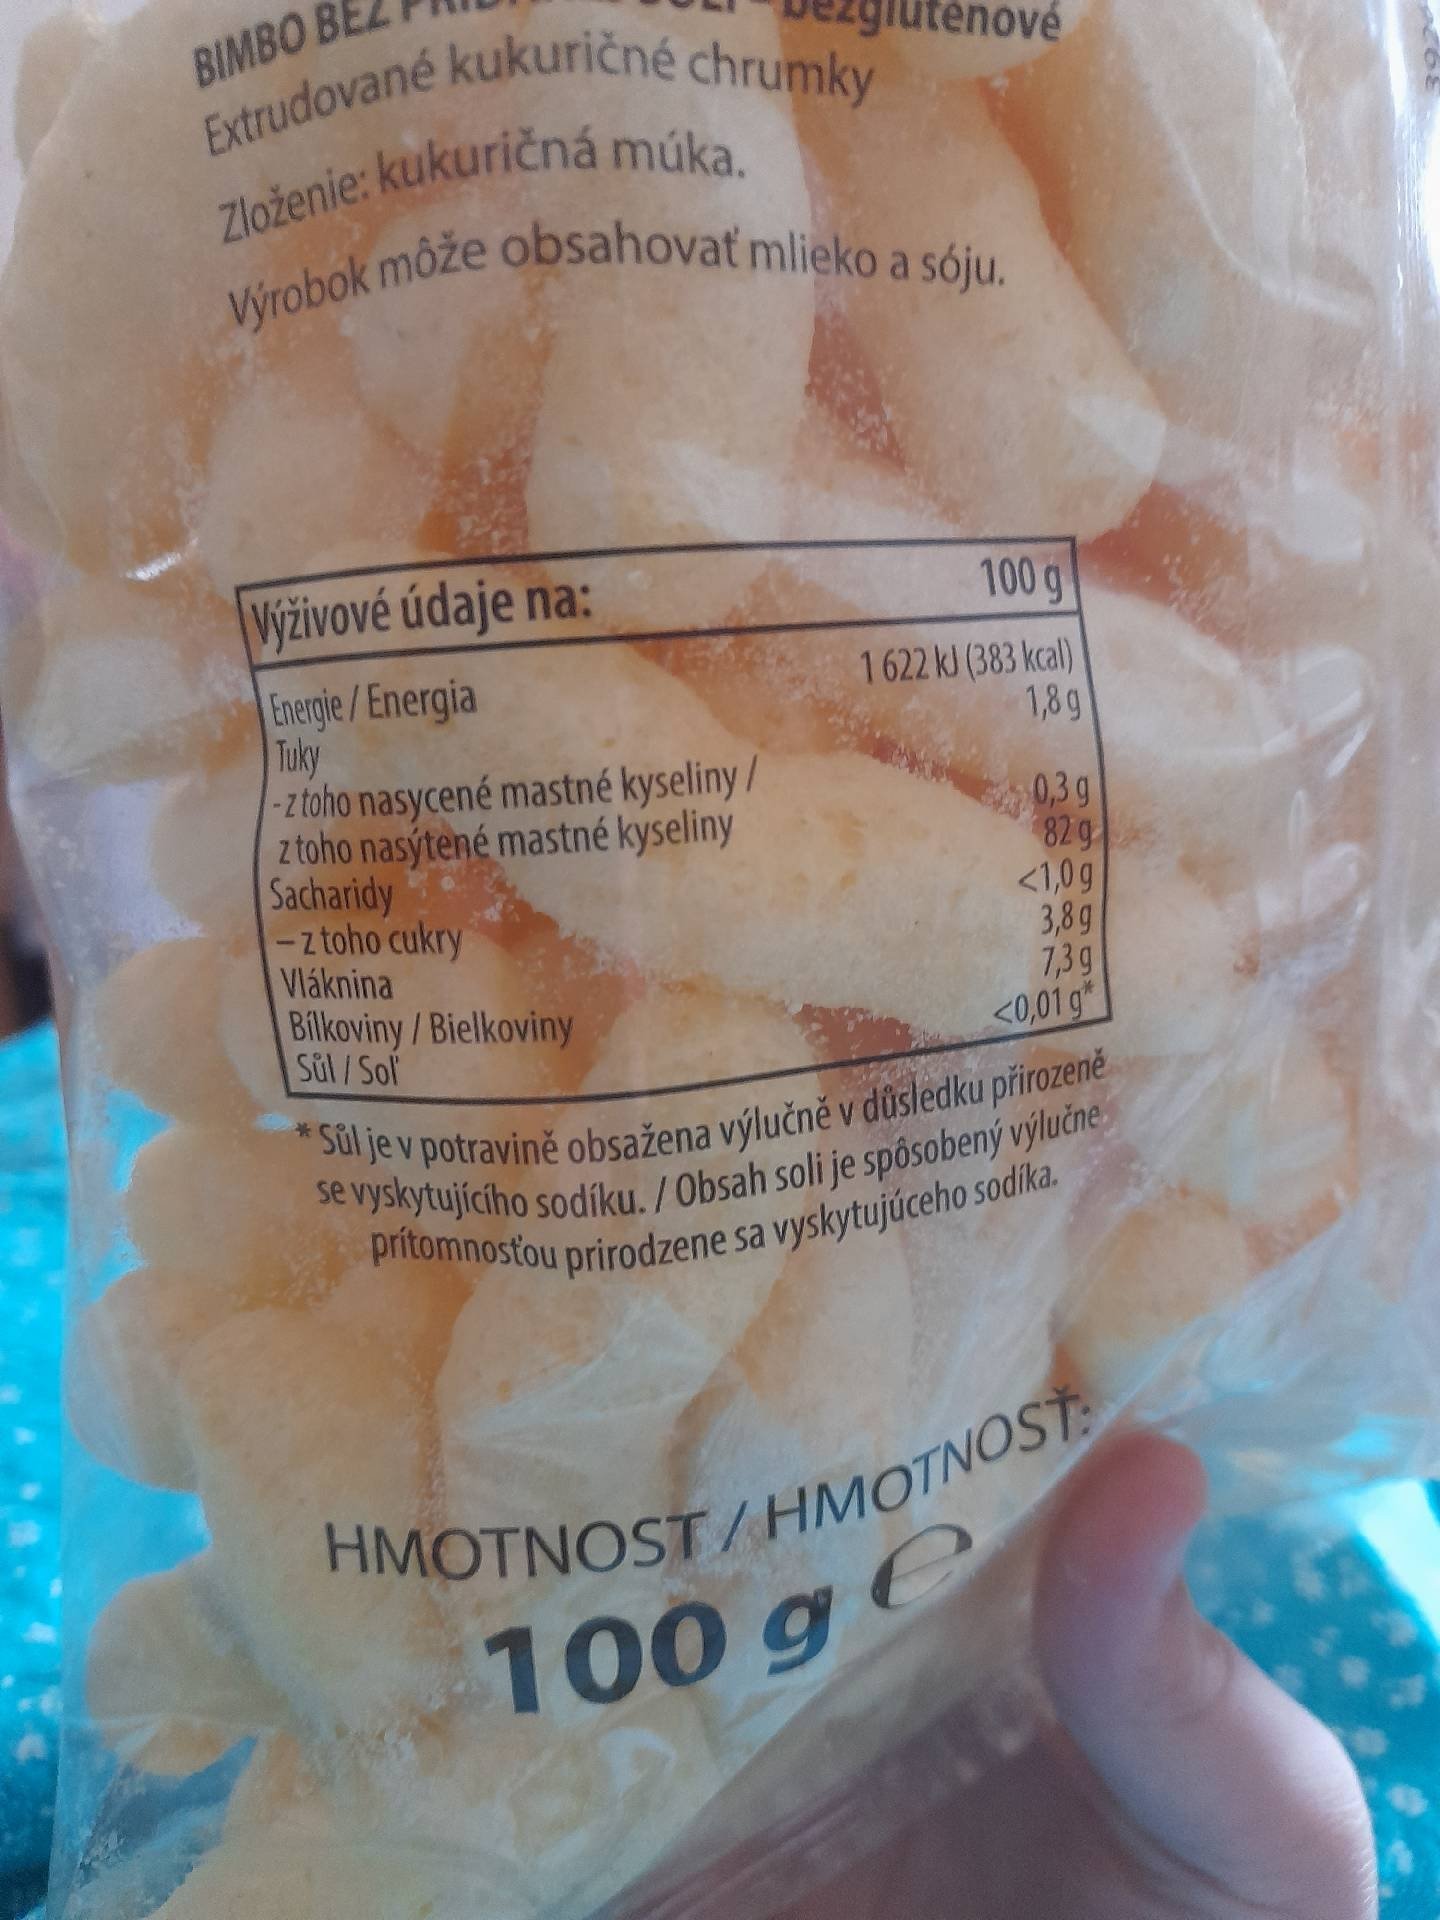 BIMBO BEZ
bezgluténové
Extrudované kukuričné chrumky
Zloženie: kukuričná múka.
Výrobok môže obsahovať mlieko a sóju.
Výživové údaje na: 100 g
Energie / Energia 1 622 kJ (383 kcal)
Tuky 1,8 g
- z toho nasycené mastné kyseliny /
z toho nasýtené mastné kyseliny 0,3 g
Sacharidy 82 g
– z toho cukry <1,0 g
Vláknina 3,8 g
Bílkoviny / Bielkoviny 7,3 g
Sůl / Soľ <0,01 g*
* Sůl je v potravině obsažena výlučně v důsledku přirozeně
se vyskytujícího sodíku. / Obsah soli je spôsobený výlučne
prítomnosťou prirodzene sa vyskytujúceho sodíka.
HMOTNOST / HMOTNOSŤ:
100 g e